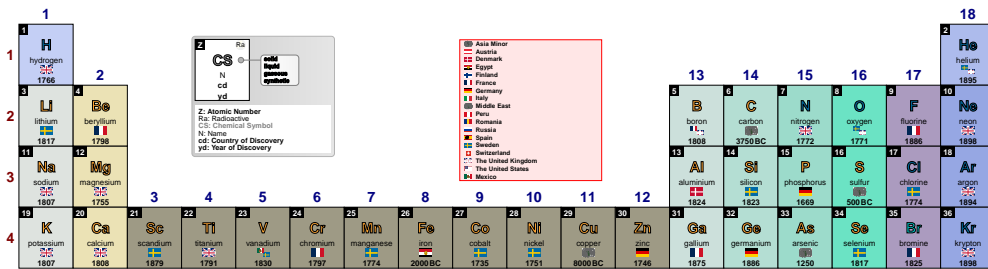 1 18
1 H hydrogen 1766
2 He helium 1895
Z Ra CS N cd yd
solid
liquid
gaseous
synthetic
Z: Atomic Number
Ra: Radioactive
CS: Chemical Symbol
N: Name
cd: Country of Discovery
yd: Year of Discovery
Asia Minor
Austria
Denmark
Egypt
Finland
France
Germany
Italy
Middle East
Peru
Romania
Russia
Spain
Sweden
Switzerland
The United Kingdom
The United States
Mexico
1
2 13 14 15 16 17
2
3 Li lithium 1817
4 Be beryllium 1798
5 B boron 1808
6 C carbon 3750 BC
7 N nitrogen 1772
8 O oxygen 1771
9 F fluorine 1886
10 Ne neon 1898
3
11 Na sodium 1807
12 Mg magnesium 1755
13 Al aluminium 1824
14 Si silicon 1823
15 P phosphorus 1669
16 S sulfur 500 BC
17 Cl chlorine 1774
18 Ar argon 1894
3 4 5 6 7 8 9 10 11 12
4
19 K potassium 1807
20 Ca calcium 1808
21 Sc scandium 1879
22 Ti titanium 1791
23 V vanadium 1830
24 Cr chromium 1797
25 Mn manganese 1774
26 Fe iron 2000 BC
27 Co cobalt 1735
28 Ni nickel 1751
29 Cu copper 8000 BC
30 Zn zinc 1746
31 Ga gallium 1875
32 Ge germanium 1886
33 As arsenic 1250
34 Se selenium 1817
35 Br bromine 1825
36 Kr krypton 1898